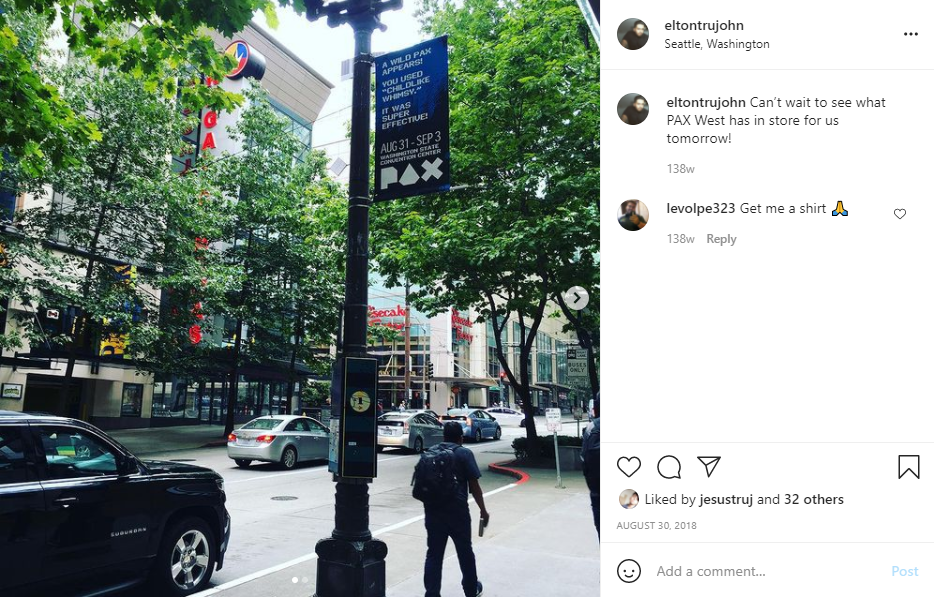 A WILD PAX
APPEARS!
YOU USED
"CHILDLIKE
WHIMSY."
IT WAS
SUPER
EFFECTIVE!
AUG 31 - SEP 3
WASHINGTON STATE
CONVENTION CENTER
PAX
SUBURBAN
BUSES
ONLY
eltontrujohn
Seattle, Washington
eltontrujohn Can't wait to see what
PAX West has in store for us
tomorrow!
138w
levolpe323 Get me a shirt 🙏
138w Reply
Liked by jesustruj and 32 others
AUGUST 30, 2018
Add a comment... Post